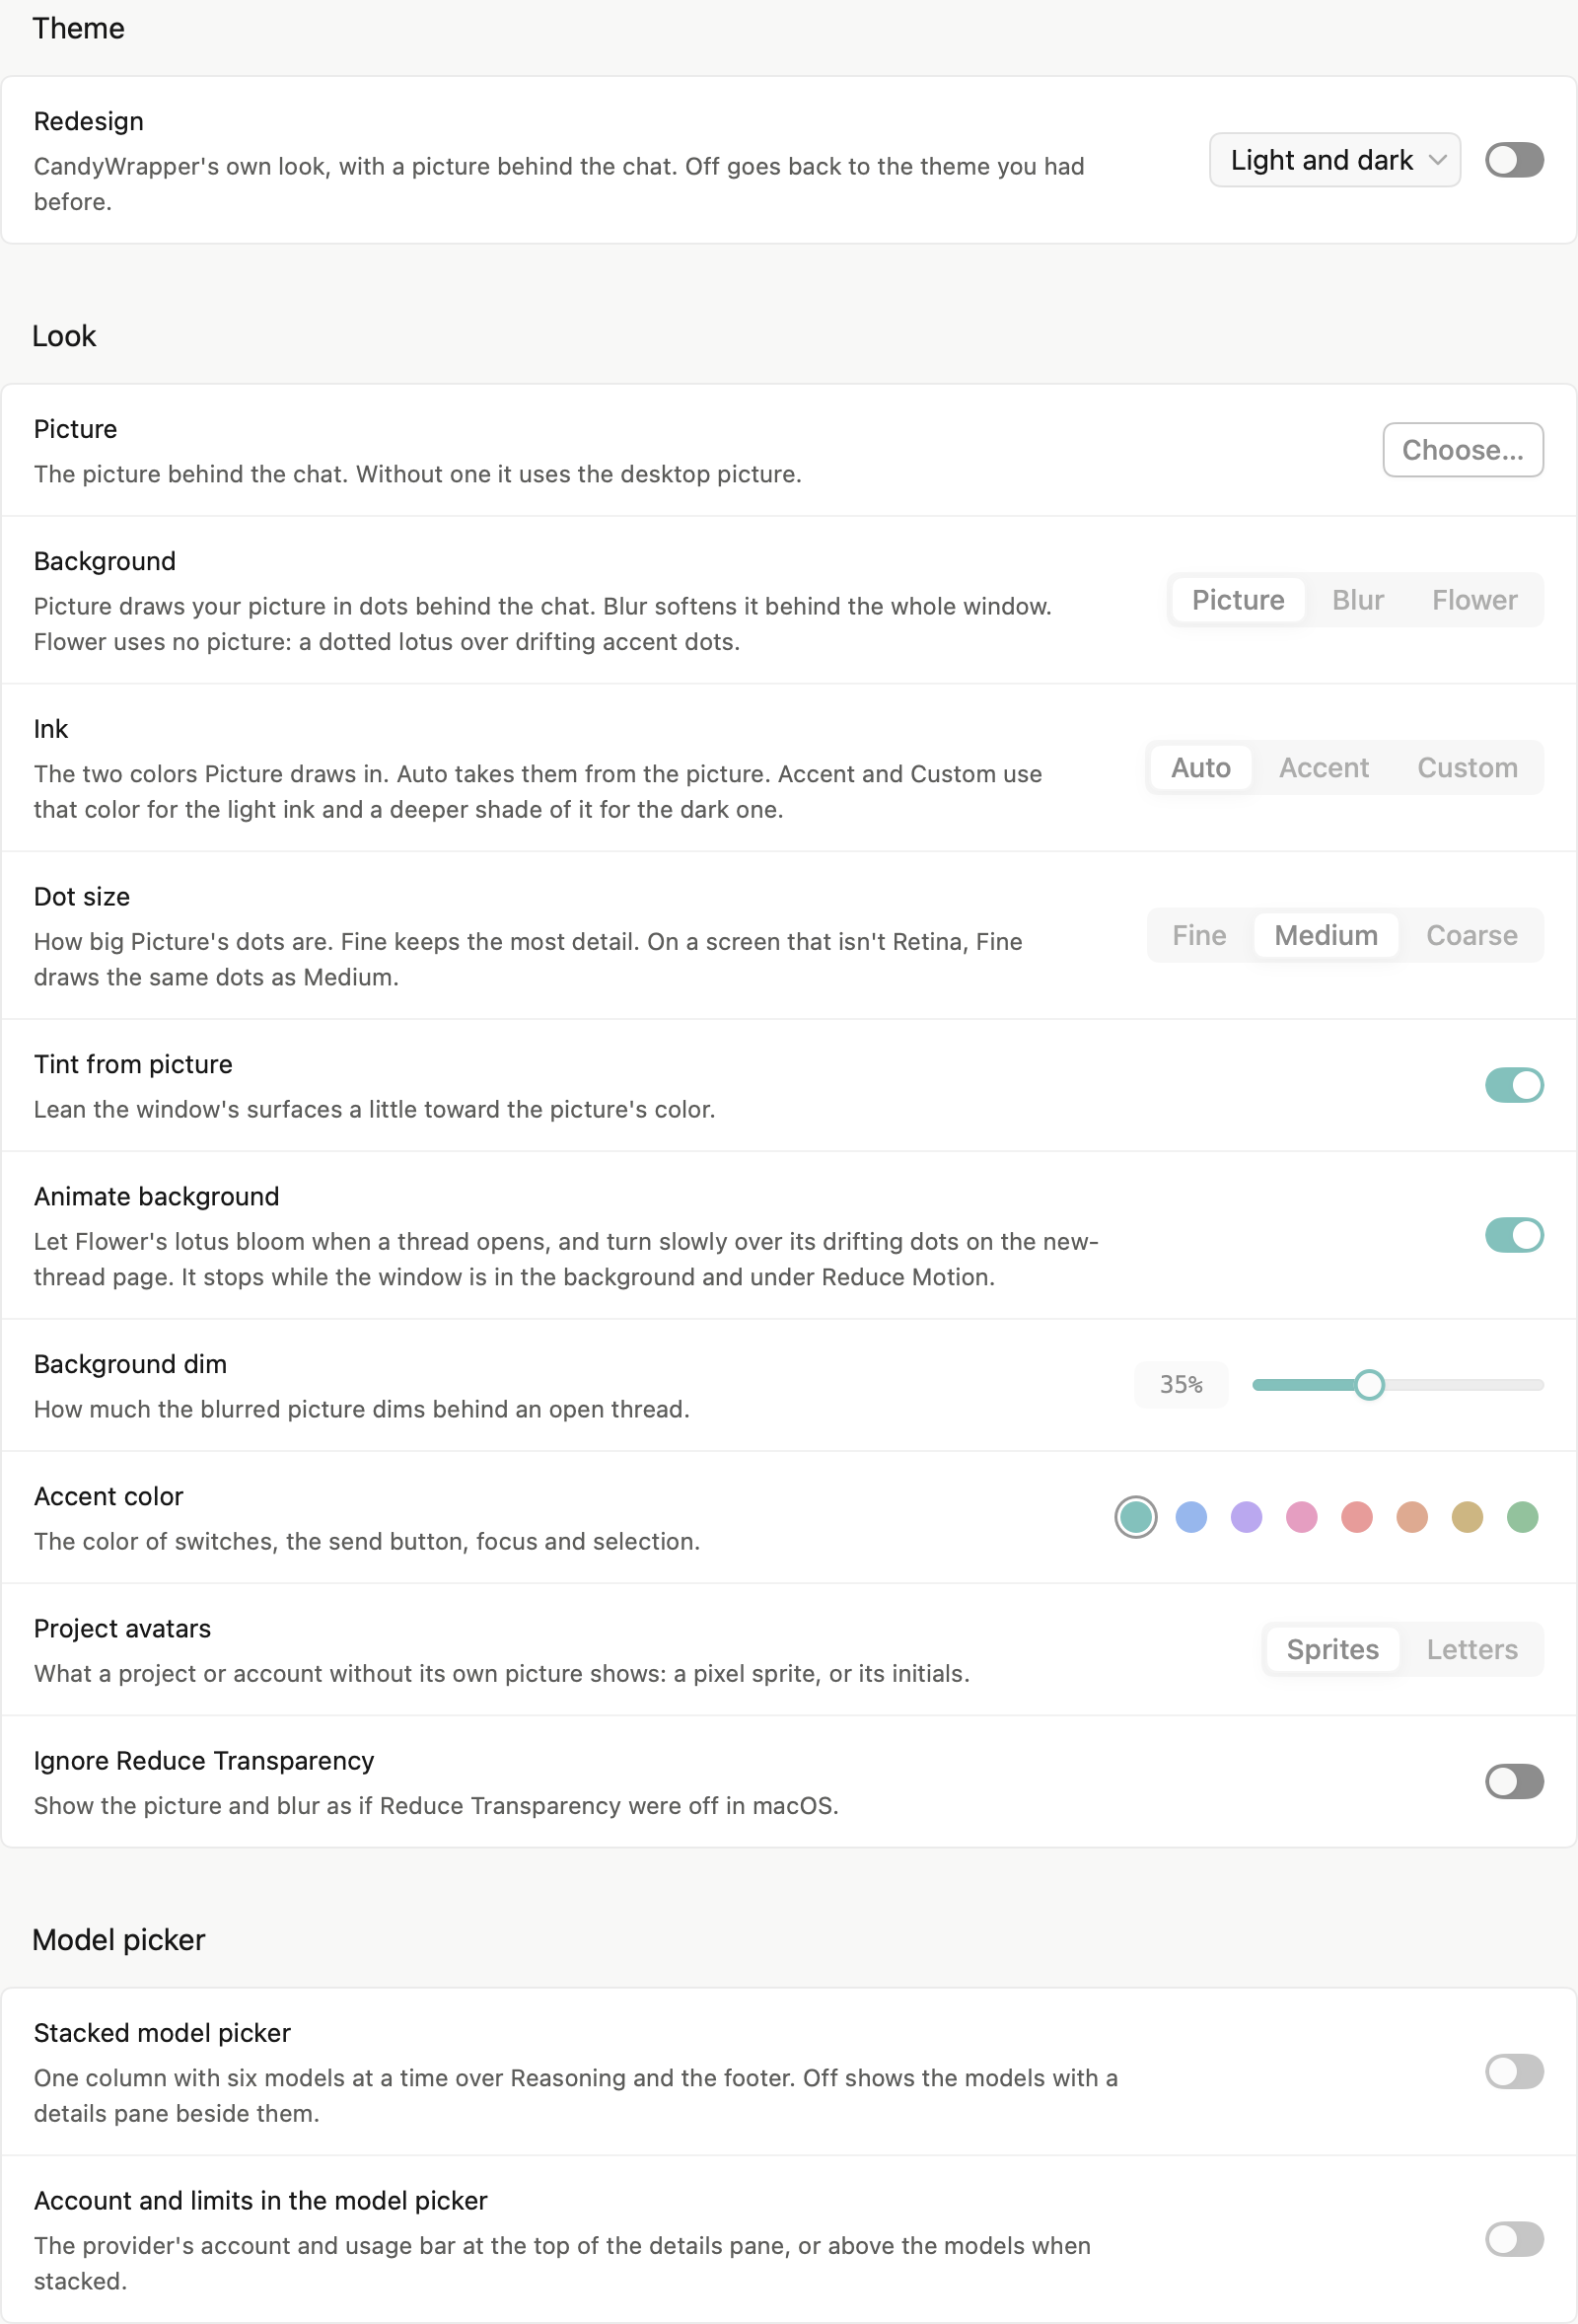 Theme
Redesign
CandyWrapper's own look, with a picture behind the chat. Off goes back to the theme you had
before.
Light and dark
Look
Picture
The picture behind the chat. Without one it uses the desktop picture.
Choose...
Background
Picture draws your picture in dots behind the chat. Blur softens it behind the whole window.
Flower uses no picture: a dotted lotus over drifting accent dots.
Picture Blur Flower
Ink
The two colors Picture draws in. Auto takes them from the picture. Accent and Custom use
that color for the light ink and a deeper shade of it for the dark one.
Auto Accent Custom
Dot size
How big Picture's dots are. Fine keeps the most detail. On a screen that isn't Retina, Fine
draws the same dots as Medium.
Fine Medium Coarse
Tint from picture
Lean the window's surfaces a little toward the picture's color.
Animate background
Let Flower's lotus bloom when a thread opens, and turn slowly over its drifting dots on the new-
thread page. It stops while the window is in the background and under Reduce Motion.
Background dim
How much the blurred picture dims behind an open thread.
35%
Accent color
The color of switches, the send button, focus and selection.
Project avatars
What a project or account without its own picture shows: a pixel sprite, or its initials.
Sprites Letters
Ignore Reduce Transparency
Show the picture and blur as if Reduce Transparency were off in macOS.
Model picker
Stacked model picker
One column with six models at a time over Reasoning and the footer. Off shows the models with a
details pane beside them.
Account and limits in the model picker
The provider's account and usage bar at the top of the details pane, or above the models when
stacked.